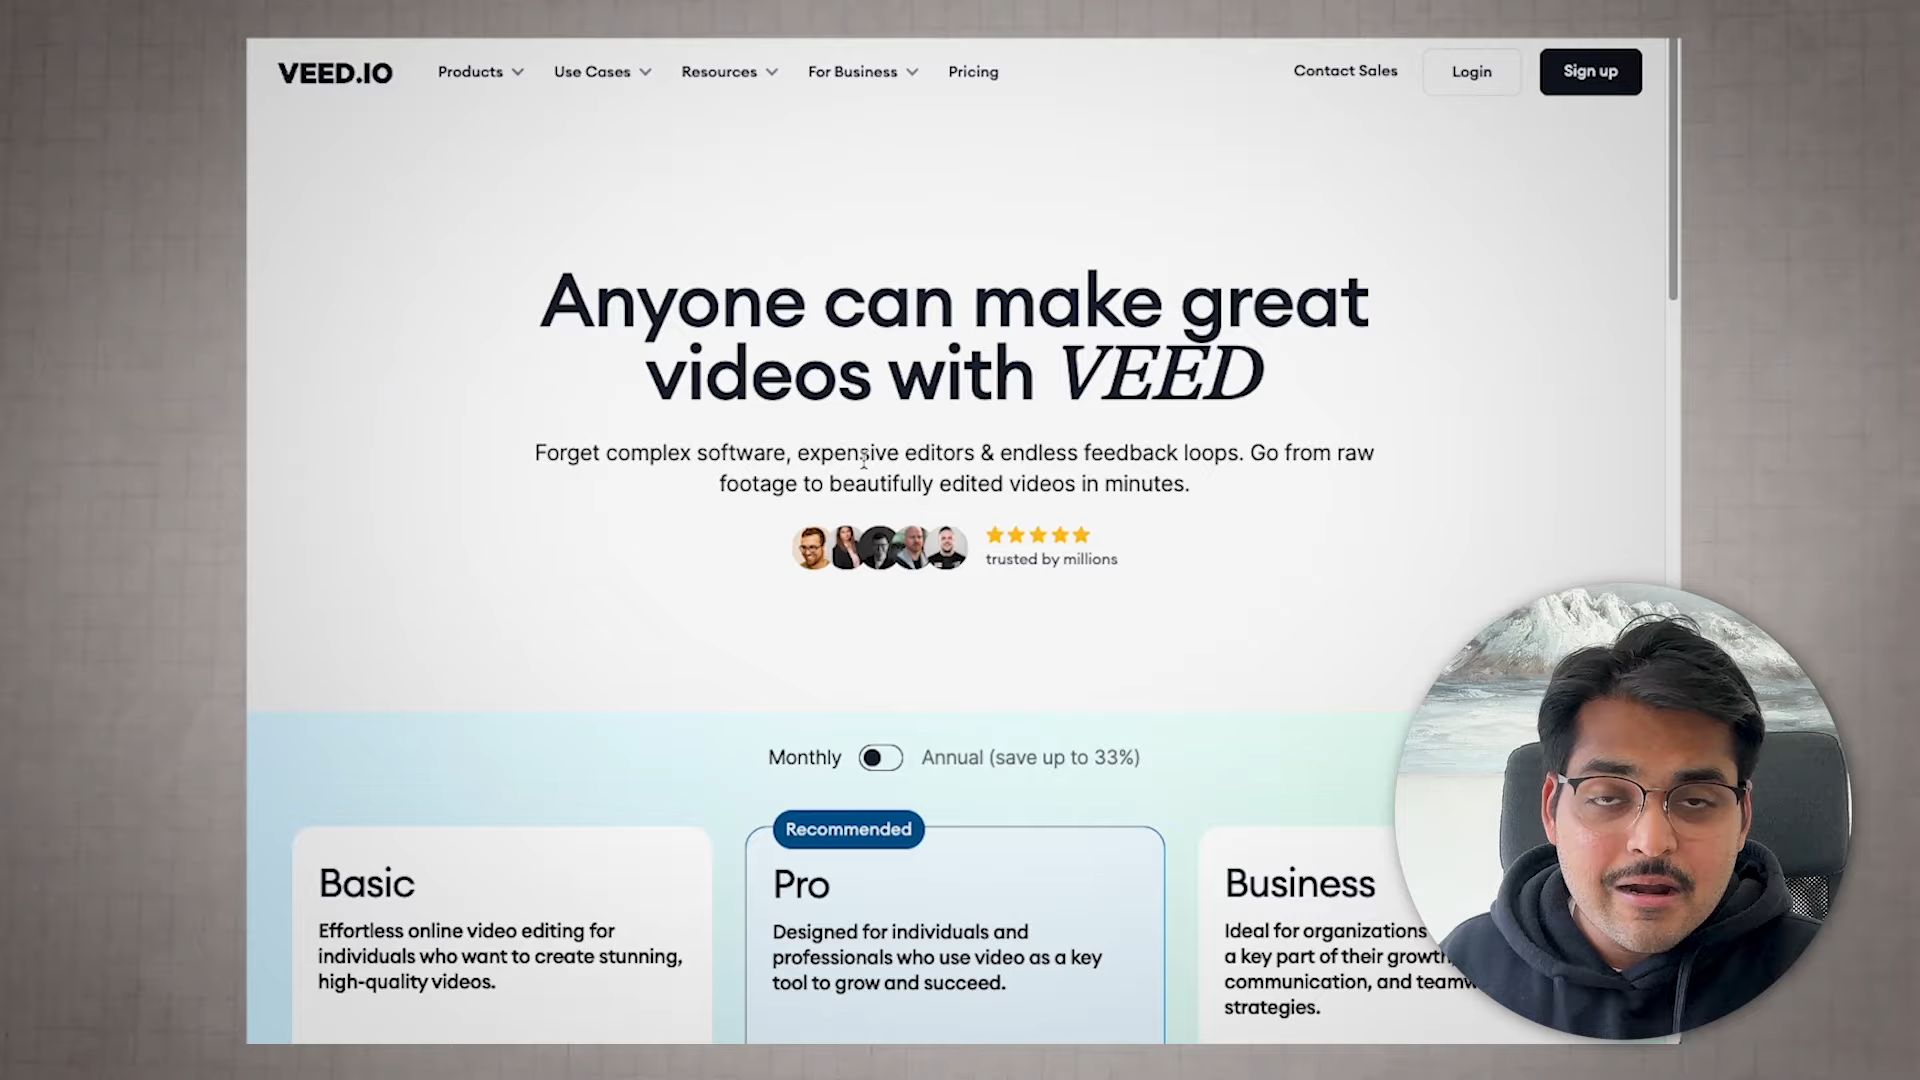 VEED.IO
Products
Use Cases
Resources
For Business
Pricing
Contact Sales
Login
Sign up
Anyone can make great
videos with VEED
Forget complex software, expensive editors & endless feedback loops. Go from raw
footage to beautifully edited videos in minutes.
trusted by millions
Monthly
Annual (save up to 33%)
Basic
Effortless online video editing for
individuals who want to create stunning,
high-quality videos.
Recommended
Pro
Designed for individuals and
professionals who use video as a key
tool to grow and succeed.
Business
Ideal for organizations
a key part of their growth,
communication, and teamw
strategies.